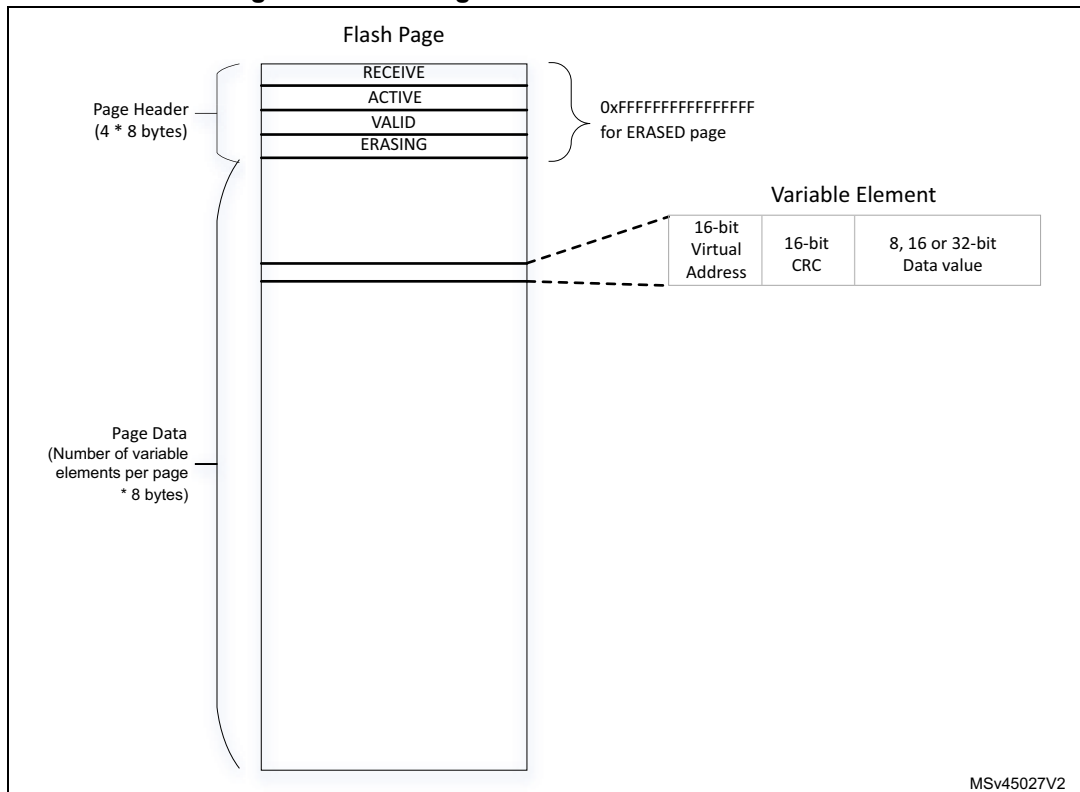 Flash Page
RECEIVE
ACTIVE
VALID
ERASING
Page Header
(4 * 8 bytes)
0xFFFFFFFFFFFFFFFF
for ERASED page
Variable Element
16-bit
Virtual
Address
16-bit
CRC
8, 16 or 32-bit
Data value
Page Data
(Number of variable
elements per page
* 8 bytes)
MSv45027V2